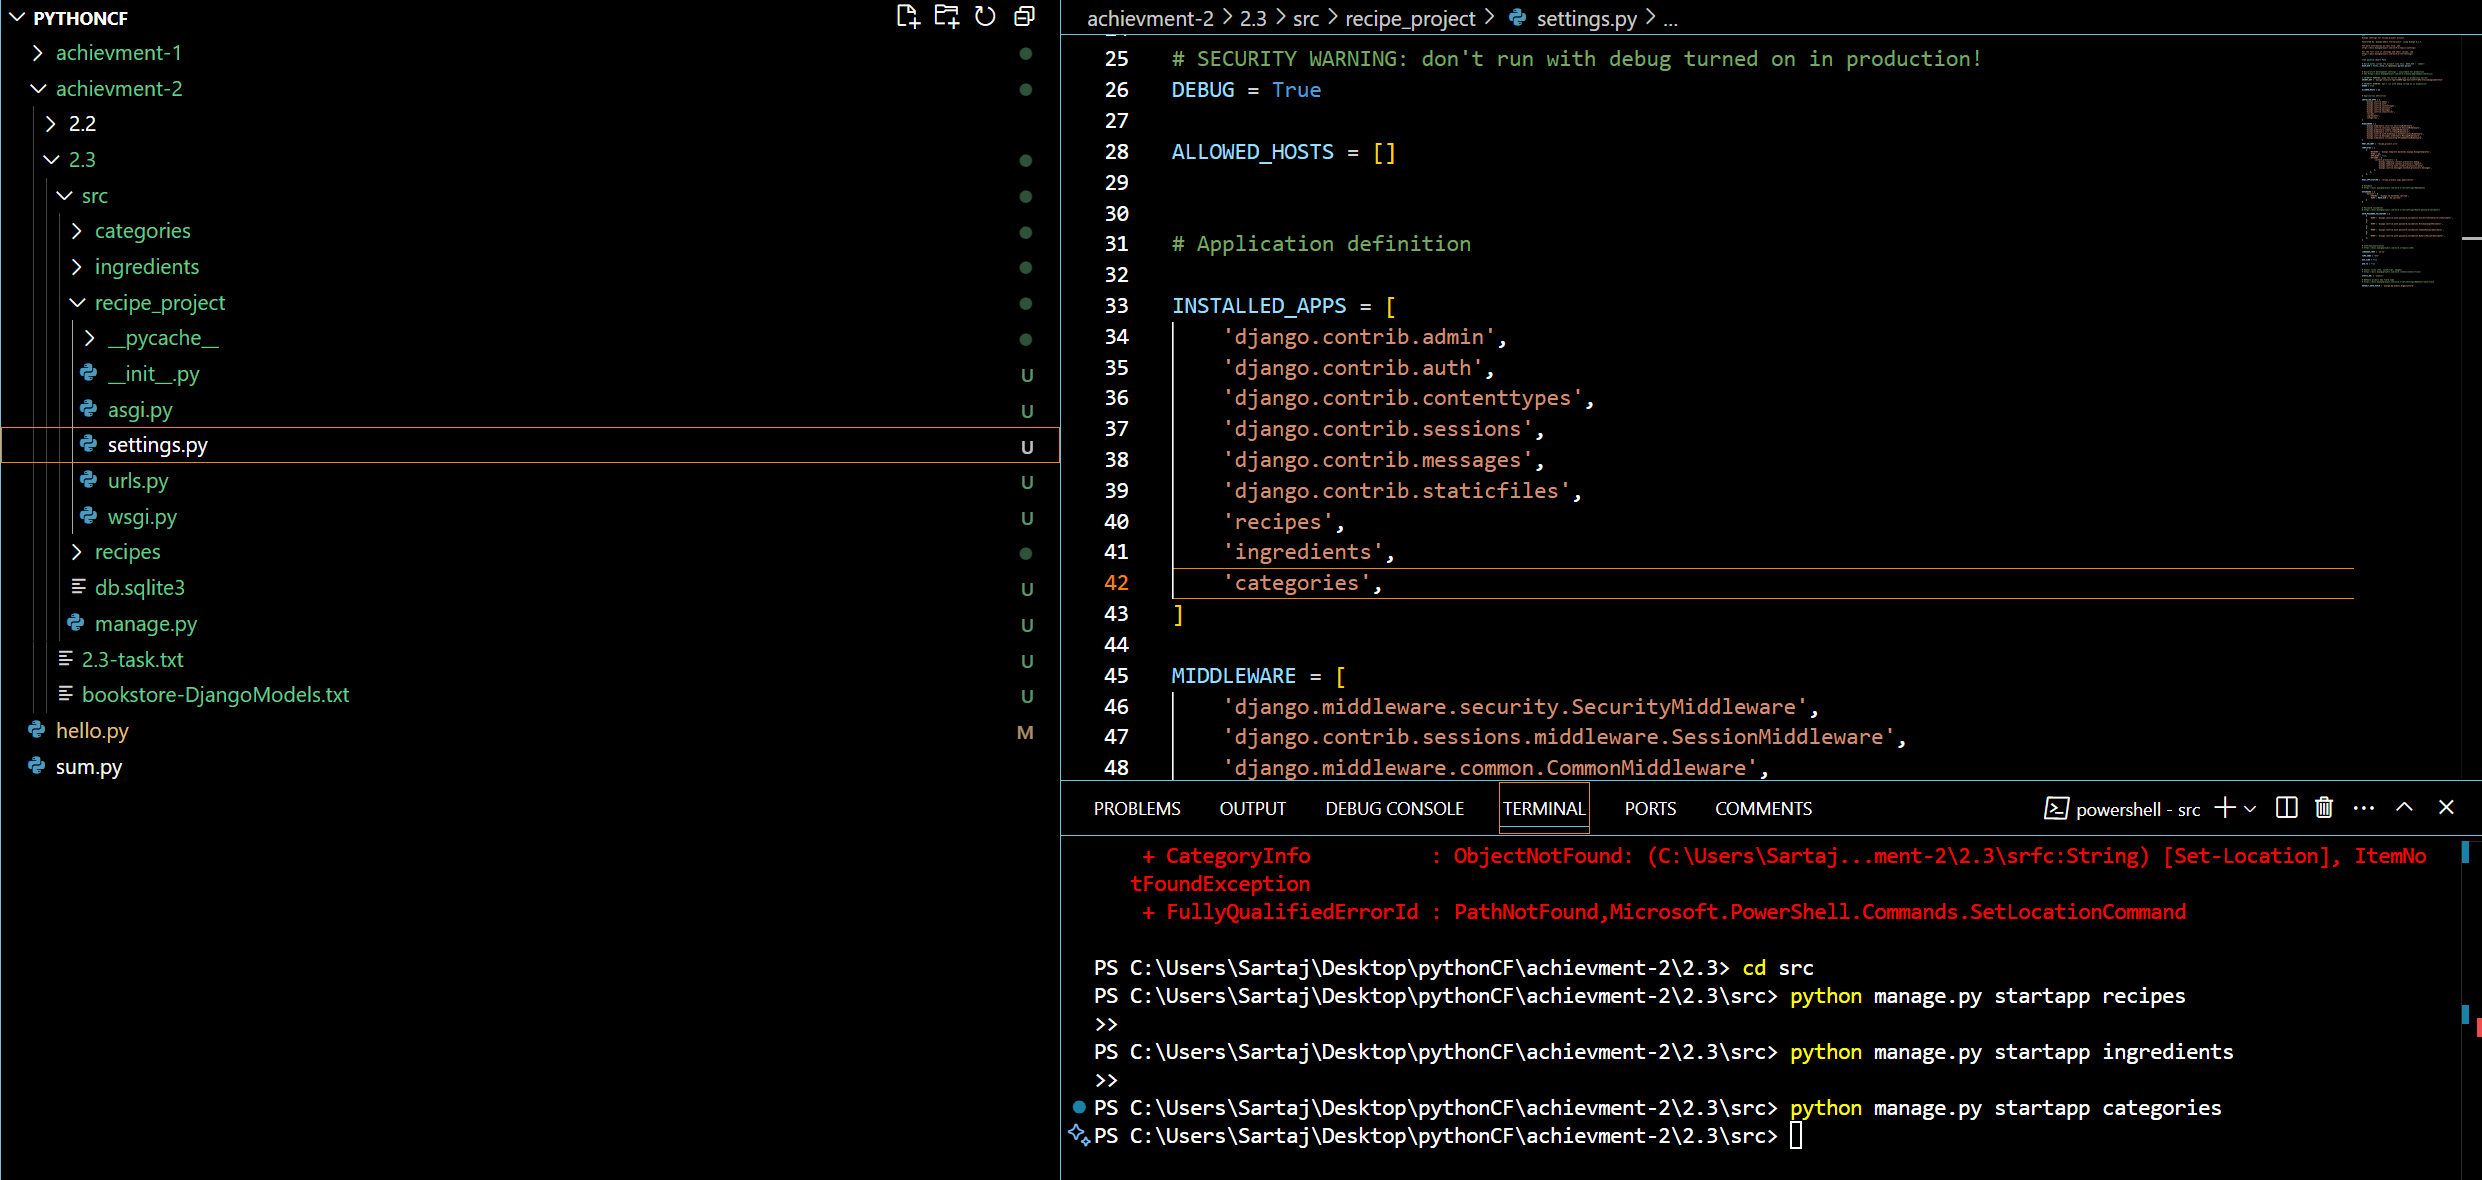 PYTHONCF
achievment-1
achievment-2
2.2
2.3
src
categories
ingredients
recipe_project
__pycache__
__init__.py U
asgi.py U
settings.py U
urls.py U
wsgi.py U
recipes
db.sqlite3 U
manage.py U
2.3-task.txt U
bookstore-DjangoModels.txt U
hello.py M
sum.py
achievment-2 > 2.3 > src > recipe_project > settings.py > ...
25 # SECURITY WARNING: don't run with debug turned on in production!
26 DEBUG = True
27
28 ALLOWED_HOSTS = []
29
30
31 # Application definition
32
33 INSTALLED_APPS = [
34 'django.contrib.admin',
35 'django.contrib.auth',
36 'django.contrib.contenttypes',
37 'django.contrib.sessions',
38 'django.contrib.messages',
39 'django.contrib.staticfiles',
40 'recipes',
41 'ingredients',
42 'categories',
43 ]
44
45 MIDDLEWARE = [
46 'django.middleware.security.SecurityMiddleware',
47 'django.contrib.sessions.middleware.SessionMiddleware',
48 'django.middleware.common.CommonMiddleware',
PROBLEMS OUTPUT DEBUG CONSOLE TERMINAL PORTS COMMENTS powershell - src
+ CategoryInfo : ObjectNotFound: (C:\Users\Sartaj...ment-2\2.3\srfc:String) [Set-Location], ItemNo
tFoundException
+ FullyQualifiedErrorId : PathNotFound,Microsoft.PowerShell.Commands.SetLocationCommand
PS C:\Users\Sartaj\Desktop\pythonCF\achievment-2\2.3> cd src
PS C:\Users\Sartaj\Desktop\pythonCF\achievment-2\2.3\src> python manage.py startapp recipes
>>
PS C:\Users\Sartaj\Desktop\pythonCF\achievment-2\2.3\src> python manage.py startapp ingredients
>>
PS C:\Users\Sartaj\Desktop\pythonCF\achievment-2\2.3\src> python manage.py startapp categories
PS C:\Users\Sartaj\Desktop\pythonCF\achievment-2\2.3\src>